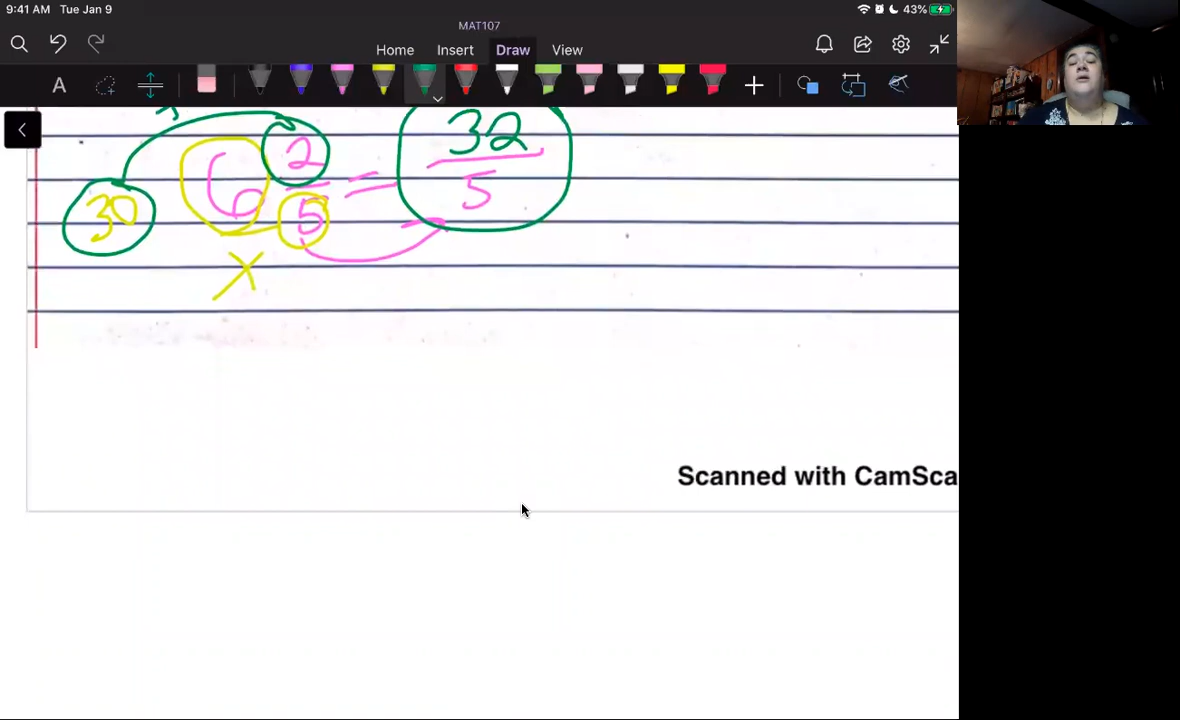 9:41 AM Tue Jan 9
43%
MAT107
Home Insert Draw View
A
30 6 2/5 = 32/5
X
Scanned with CamSca